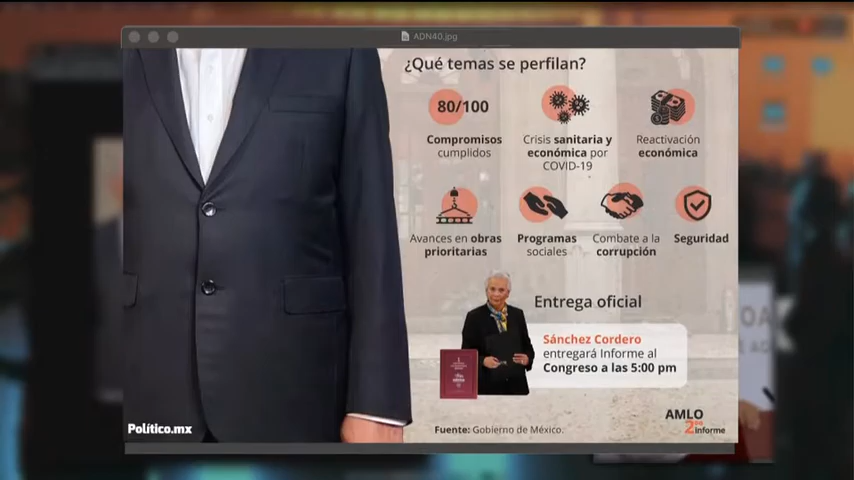 ADN40.jpg
¿Qué temas se perfilan?
80/100
Compromisos
cumplidos
Crisis sanitaria y
económica por
COVID-19
Reactivación
económica
Avances en obras
prioritarias
Programas
sociales
Combate a la
corrupción
Seguridad
Entrega oficial
Sánchez Cordero
entregará Informe al
Congreso a las 5:00 pm
Político.mx
Fuente: Gobierno de México.
AMLO
2do
informe